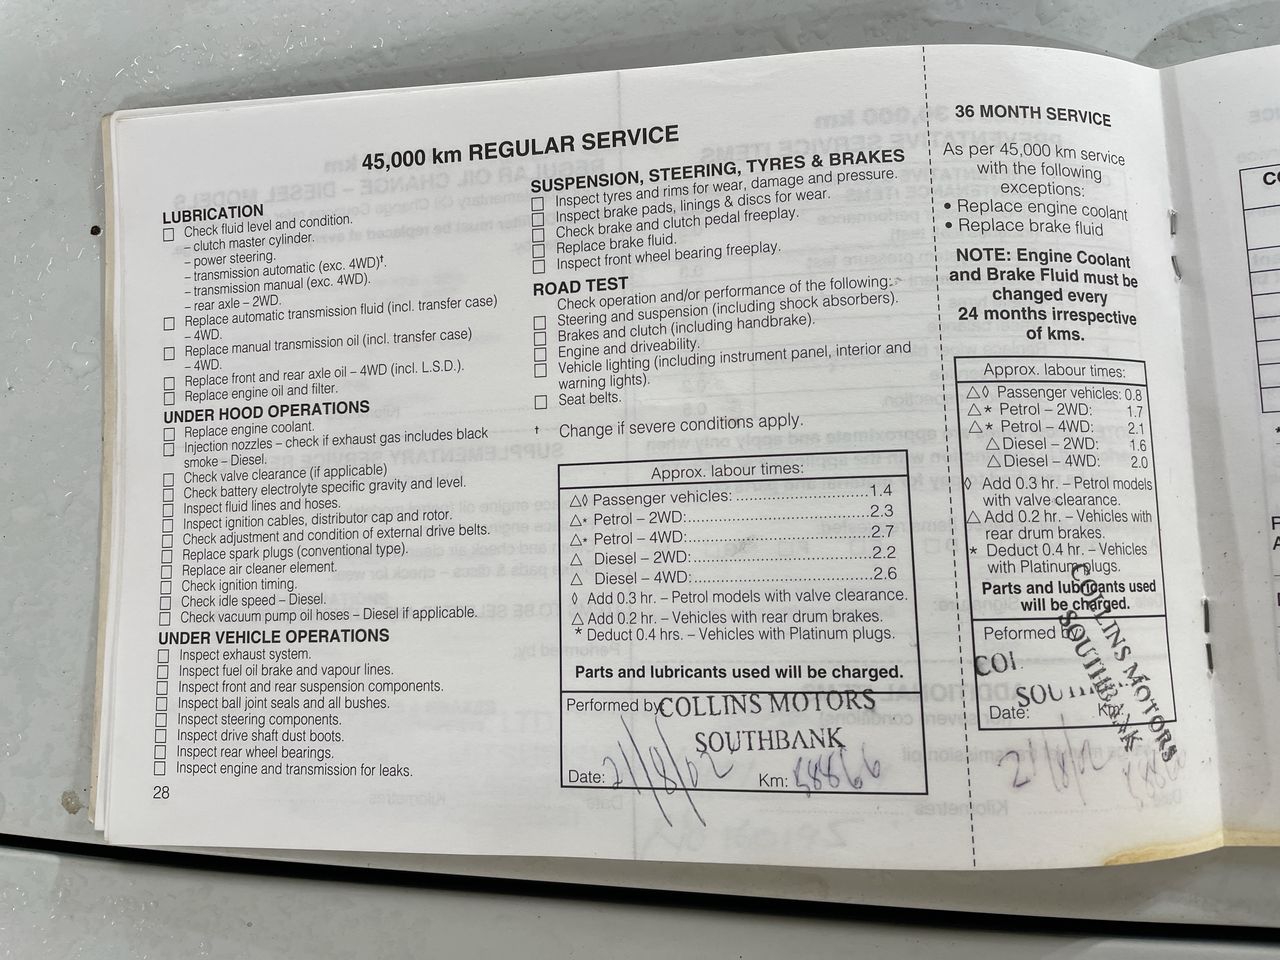 45,000 km REGULAR SERVICE
LUBRICATION
Check fluid level and condition.
– clutch master cylinder.
– power steering.
– transmission automatic (exc. 4WD)†.
– transmission manual (exc. 4WD).
– rear axle – 2WD.
Replace automatic transmission fluid (incl. transfer case)
– 4WD.
Replace manual transmission oil (incl. transfer case)
– 4WD.
Replace front and rear axle oil – 4WD (incl. L.S.D.).
Replace engine oil and filter.
UNDER HOOD OPERATIONS
Replace engine coolant.
Injection nozzles – check if exhaust gas includes black
smoke – Diesel.
Check valve clearance (if applicable)
Check battery electrolyte specific gravity and level.
Inspect fluid lines and hoses.
Inspect ignition cables, distributor cap and rotor.
Check adjustment and condition of external drive belts.
Replace spark plugs (conventional type).
Replace air cleaner element.
Check ignition timing.
Check idle speed – Diesel.
Check vacuum pump oil hoses – Diesel if applicable.
UNDER VEHICLE OPERATIONS
Inspect exhaust system.
Inspect fuel oil brake and vapour lines.
Inspect front and rear suspension components.
Inspect ball joint seals and all bushes.
Inspect steering components.
Inspect drive shaft dust boots.
Inspect rear wheel bearings.
Inspect engine and transmission for leaks.
28
SUSPENSION, STEERING, TYRES & BRAKES
Inspect tyres and rims for wear, damage and pressure.
Inspect brake pads, linings & discs for wear.
Check brake and clutch pedal freeplay.
Replace brake fluid.
Inspect front wheel bearing freeplay.
ROAD TEST
Check operation and/or performance of the following:
Steering and suspension (including shock absorbers).
Brakes and clutch (including handbrake).
Engine and driveability.
Vehicle lighting (including instrument panel, interior and
warning lights).
Seat belts.
† Change if severe conditions apply.
Approx. labour times:
△◊ Passenger vehicles: 1.4
△* Petrol – 2WD: 2.3
△* Petrol – 4WD: 2.7
△ Diesel – 2WD: 2.2
△ Diesel – 4WD: 2.6
◊ Add 0.3 hr. – Petrol models with valve clearance.
△ Add 0.2 hr. – Vehicles with rear drum brakes.
* Deduct 0.4 hrs. – Vehicles with Platinum plugs.
Parts and lubricants used will be charged.
Performed by
COLLINS MOTORS
SOUTHBANK
Date: 21/8/02 Km: 58866
36 MONTH SERVICE
As per 45,000 km service
with the following
exceptions:
• Replace engine coolant
• Replace brake fluid
NOTE: Engine Coolant
and Brake Fluid must be
changed every
24 months irrespective
of kms.
Approx. labour times:
△◊ Passenger vehicles: 0.8
△* Petrol – 2WD: 1.7
△* Petrol – 4WD: 2.1
△ Diesel – 2WD: 1.6
△ Diesel – 4WD: 2.0
◊ Add 0.3 hr. – Petrol models
with valve clearance.
△ Add 0.2 hr. – Vehicles with
rear drum brakes.
* Deduct 0.4 hr. – Vehicles
with Platinum plugs.
Parts and lubricants used
will be charged.
Peformed by
COLLINS MOTORS
SOUTHBANK
Date: Km:
21/8/02